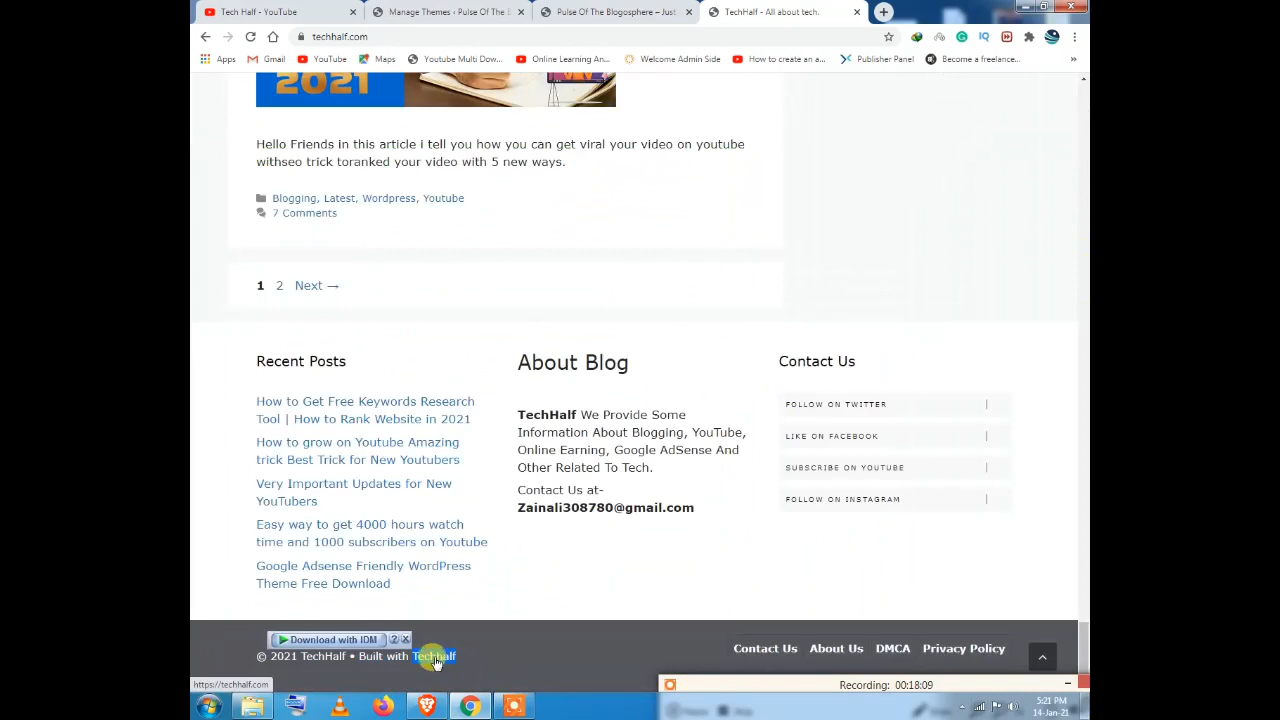 Tech Half - YouTube
Manage Themes ‹ Pulse Of The B
Pulse Of The Blogosphere – Just
TechHalf - All about tech.
techhalf.com
Apps
Gmail
YouTube
Maps
Youtube Multi Dow...
Online Learning An...
Welcome Admin Side
How to create an a...
Publisher Panel
Become a freelance...
»
2021
Hello Friends in this article i tell you how you can get viral your video on youtube
withseo trick toranked your video with 5 new ways.
Blogging, Latest, Wordpress, Youtube
7 Comments
1 2 Next →
Recent Posts
How to Get Free Keywords Research
Tool | How to Rank Website in 2021
How to grow on Youtube Amazing
trick Best Trick for New Youtubers
Very Important Updates for New
YouTubers
Easy way to get 4000 hours watch
time and 1000 subscribers on Youtube
Google Adsense Friendly WordPress
Theme Free Download
About Blog
TechHalf We Provide Some
Information About Blogging, YouTube,
Online Earning, Google AdSense And
Other Related To Tech.
Contact Us at-
Zainali308780@gmail.com
Contact Us
FOLLOW ON TWITTER
LIKE ON FACEBOOK
SUBSCRIBE ON YOUTUBE
FOLLOW ON INSTAGRAM
Download with IDM ?
© 2021 TechHalf • Built with Techhalf
Contact Us About Us DMCA Privacy Policy
https://techhalf.com
Recording: 00:18:09
5:21 PM
14-Jan-21